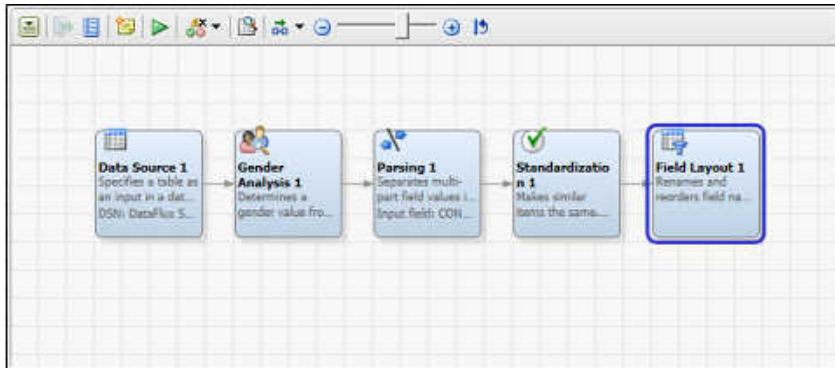 Data Source 1
Specifies a table as
an input in a dat...
DSN: DataFlux S...
Gender
Analysis 1
Determines a
gender value fro...
Parsing 1
Separates multi-
part field values i...
Input field: CON...
Standardizatio
n 1
Makes similar
items the same....
Field Layout 1
Renames and
reorders field na...